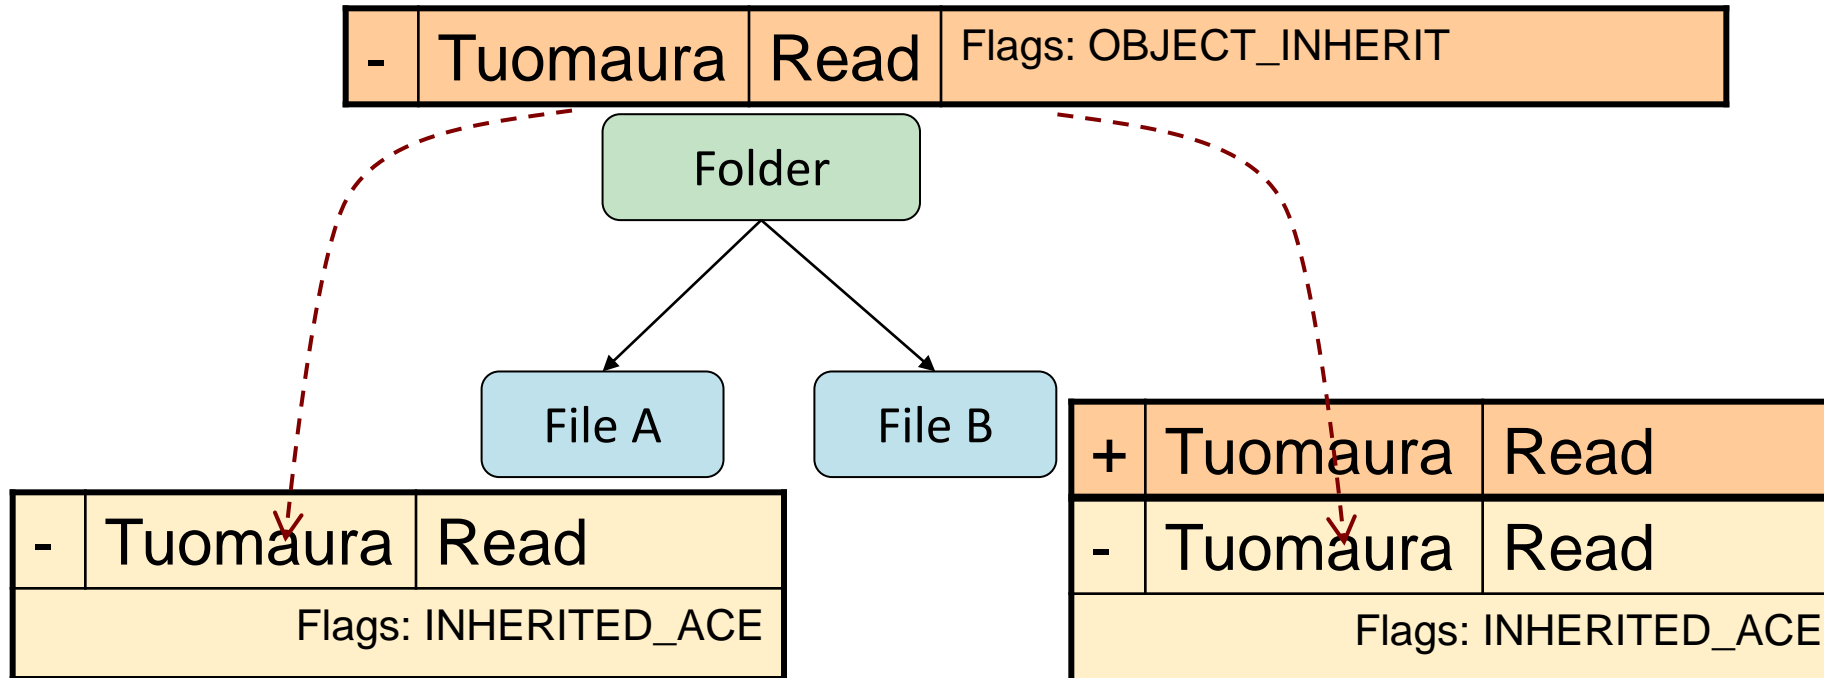 - Tuomaura Read Flags: OBJECT_INHERIT
Folder
File A File B
+ Tuomaura Read
- Tuomaura Read
Flags: INHERITED_ACE
- Tuomaura Read
Flags: INHERITED_ACE